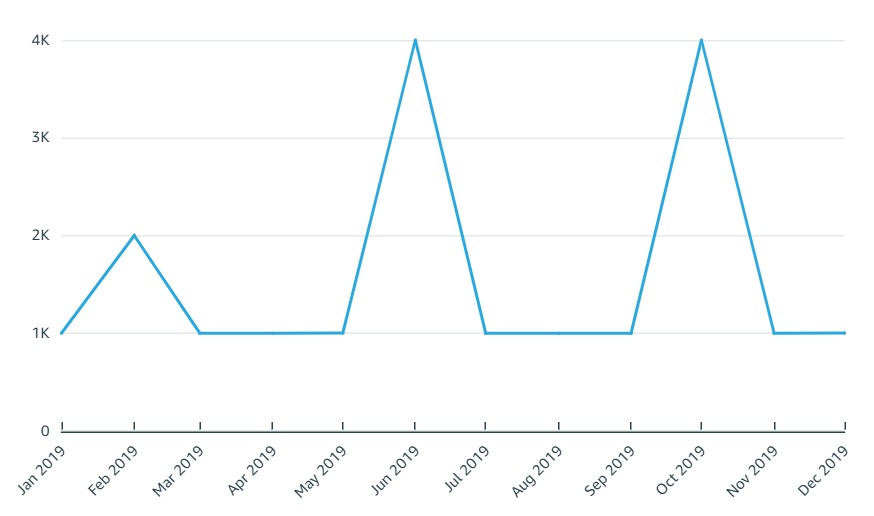 4K
3K
2K
1K
0
Jan 2019
Feb 2019
Mar 2019
Apr 2019
May 2019
Jun 2019
Jul 2019
Aug 2019
Sep 2019
Oct 2019
Nov 2019
Dec 2019